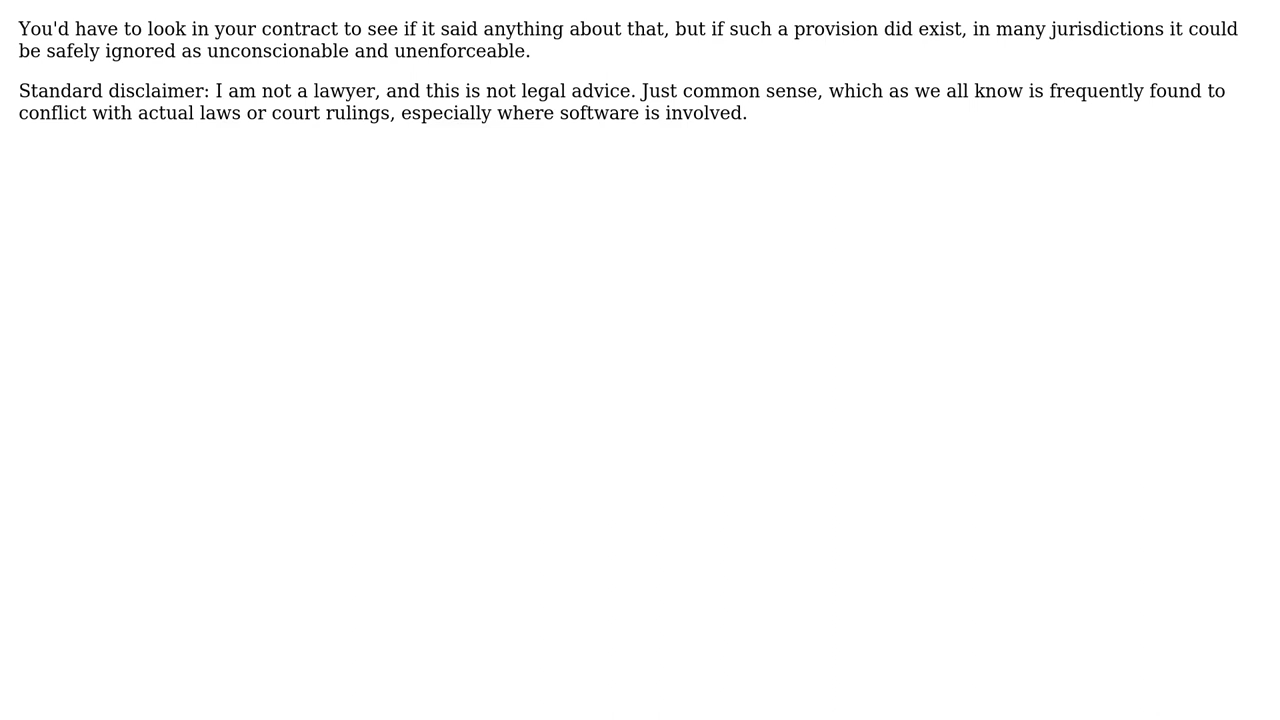 You'd have to look in your contract to see if it said anything about that, but if such a provision did exist, in many jurisdictions it could
be safely ignored as unconscionable and unenforceable.
Standard disclaimer: I am not a lawyer, and this is not legal advice. Just common sense, which as we all know is frequently found to
conflict with actual laws or court rulings, especially where software is involved.